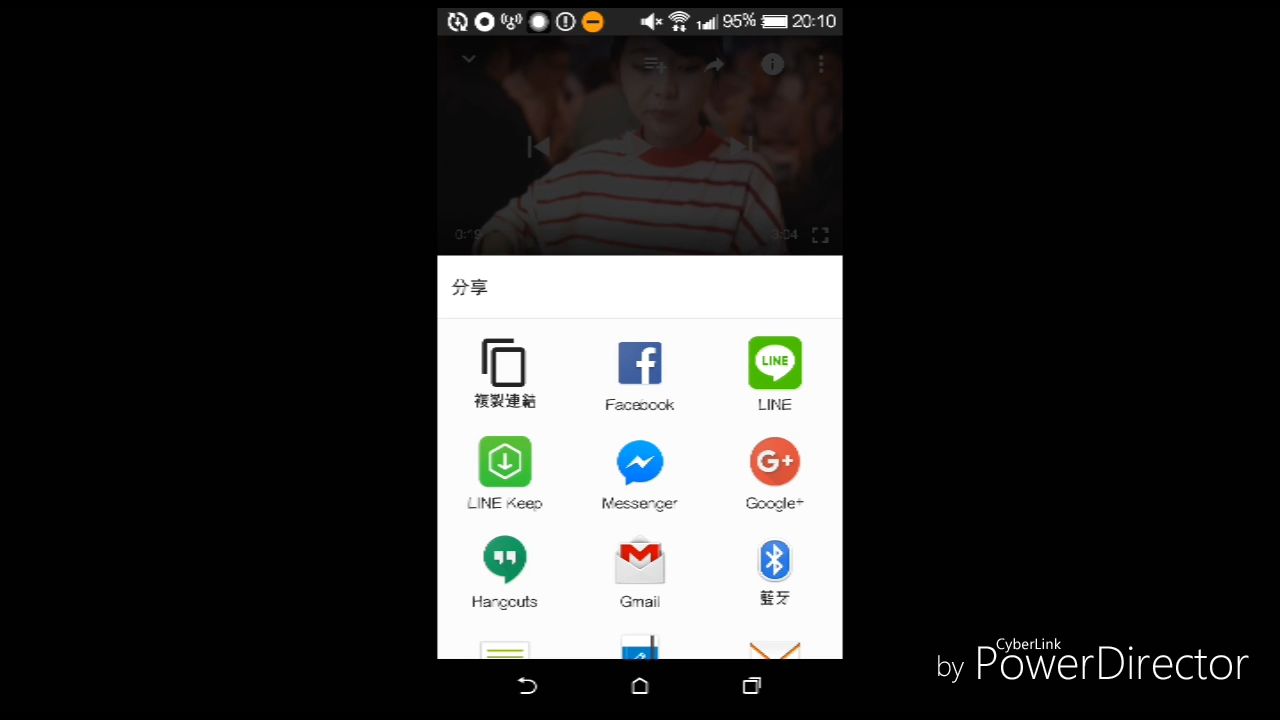 95% 20:10
0:19 3:04
分享
LINE
複製連結 Facebook LINE
LINE Keep Messenger Google+
Hangouts Gmail 藍牙
CyberLink
by PowerDirector